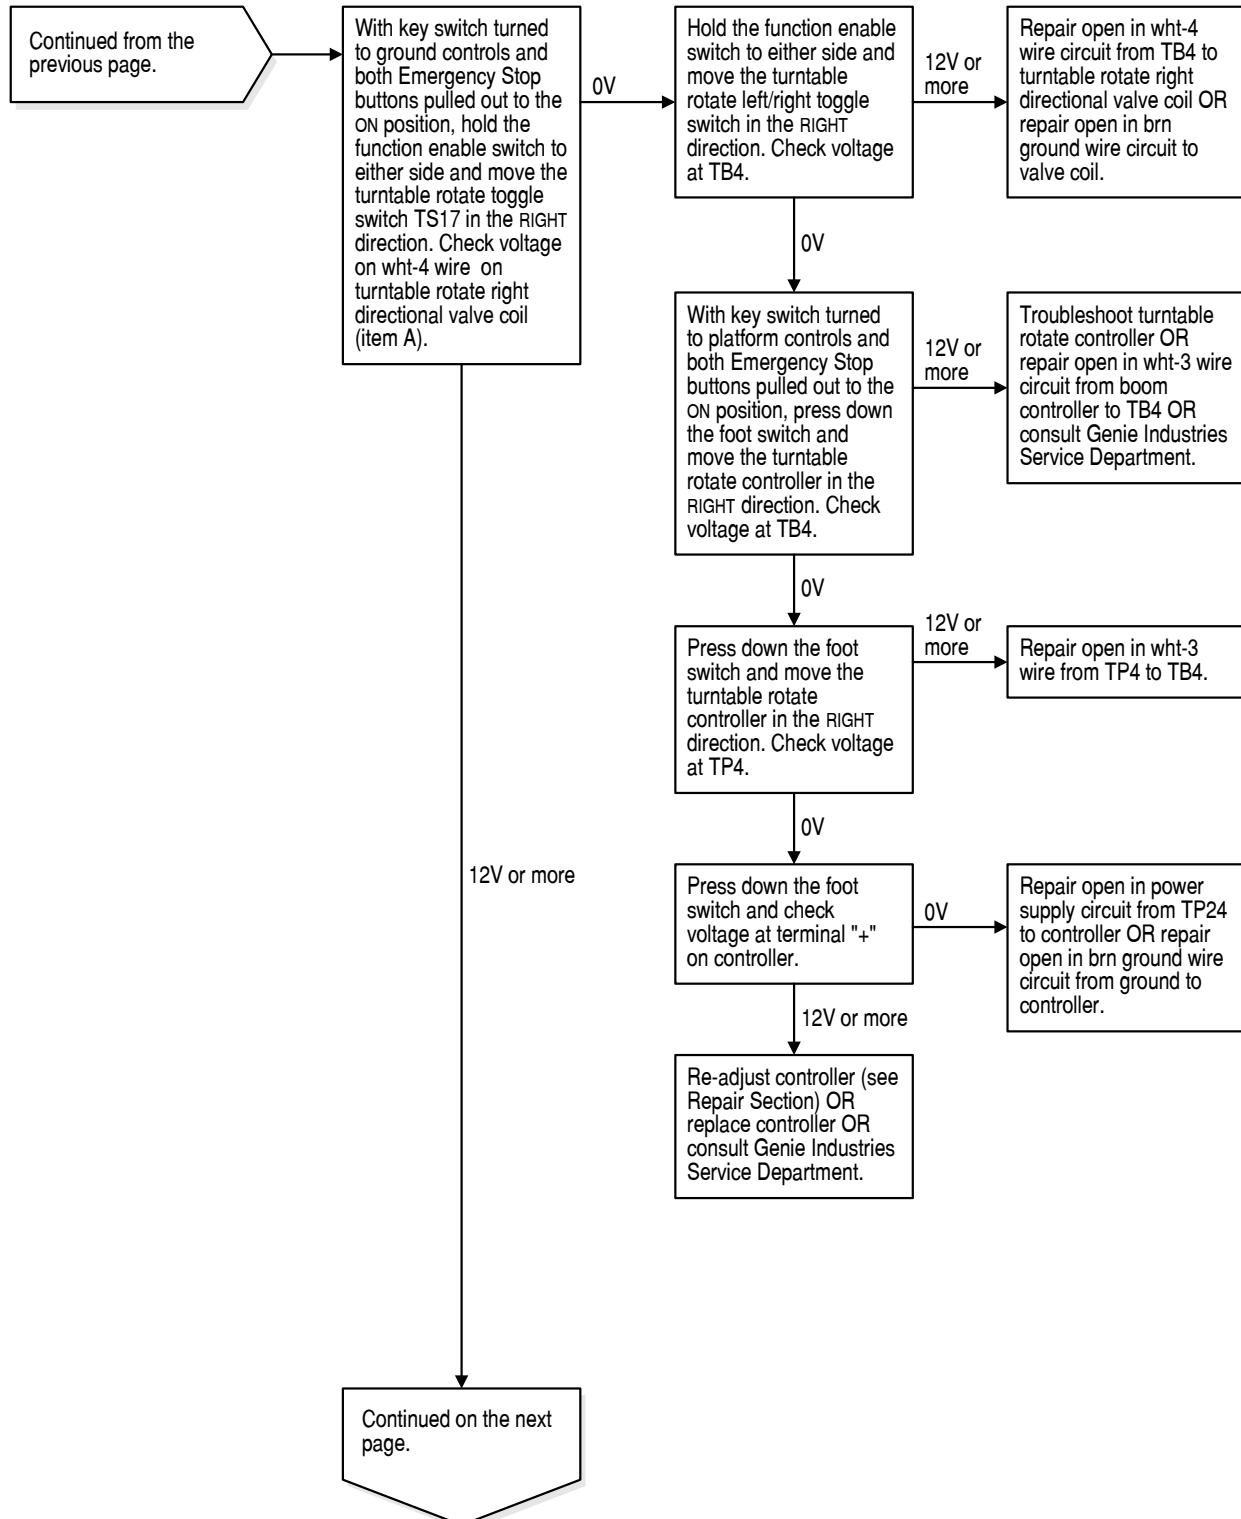 Continued from the
previous page.
With key switch turned
to ground controls and
both Emergency Stop
buttons pulled out to the
ON position, hold the
function enable switch to
either side and move the
turntable rotate toggle
switch TS17 in the RIGHT
direction. Check voltage
on wht-4 wire on
turntable rotate right
directional valve coil
(item A).
0V
Hold the function enable
switch to either side and
move the turntable
rotate left/right toggle
switch in the RIGHT
direction. Check voltage
at TB4.
12V or
more
Repair open in wht-4
wire circuit from TB4 to
turntable rotate right
directional valve coil OR
repair open in brn
ground wire circuit to
valve coil.
0V
With key switch turned
to platform controls and
both Emergency Stop
buttons pulled out to the
ON position, press down
the foot switch and
move the turntable
rotate controller in the
RIGHT direction. Check
voltage at TB4.
12V or
more
Troubleshoot turntable
rotate controller OR
repair open in wht-3 wire
circuit from boom
controller to TB4 OR
consult Genie Industries
Service Department.
0V
Press down the foot
switch and move the
turntable rotate
controller in the RIGHT
direction. Check voltage
at TP4.
12V or
more
Repair open in wht-3
wire from TP4 to TB4.
0V
12V or more
Press down the foot
switch and check
voltage at terminal "+"
on controller.
0V
Repair open in power
supply circuit from TP24
to controller OR repair
open in brn ground wire
circuit from ground to
controller.
12V or more
Re-adjust controller (see
Repair Section) OR
replace controller OR
consult Genie Industries
Service Department.
Continued on the next
page.